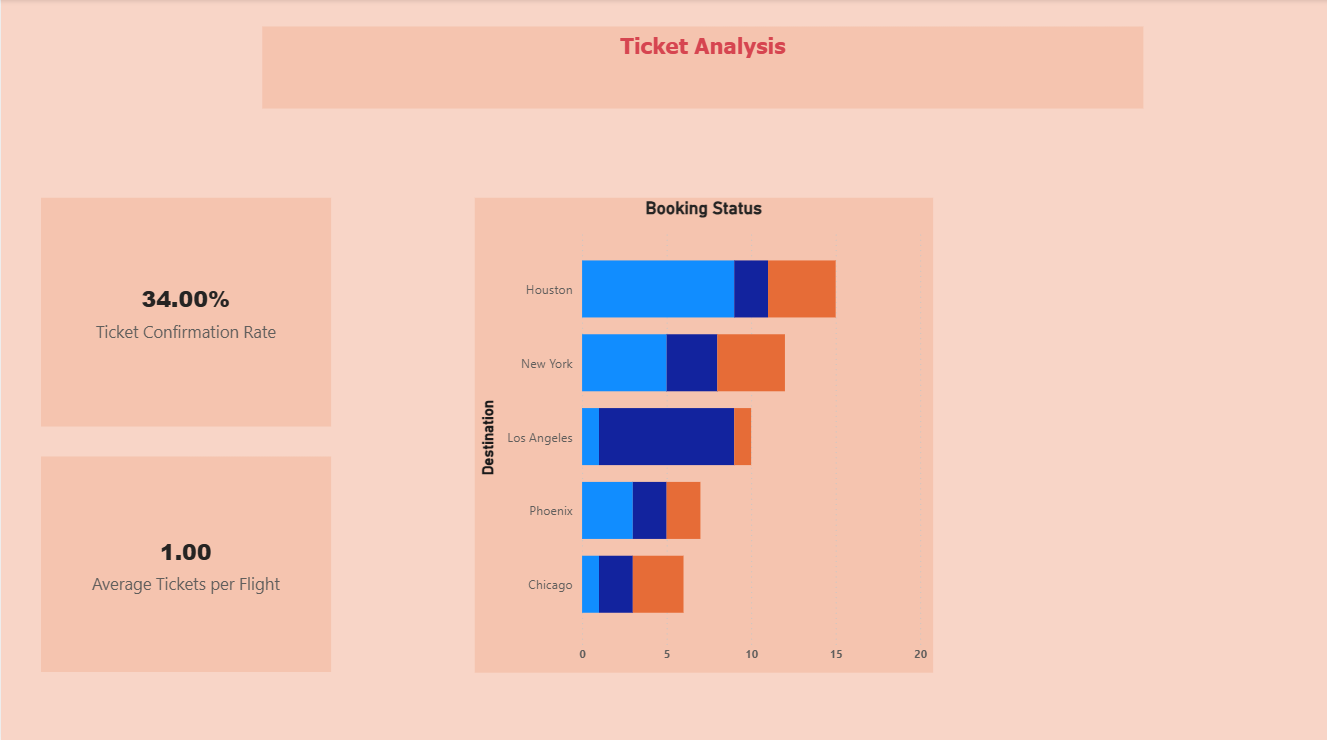 Ticket Analysis
34.00%
Ticket Confirmation Rate
1.00
Average Tickets per Flight
Booking Status
Destination
Houston
New York
Los Angeles
Phoenix
Chicago
0 5 10 15 20